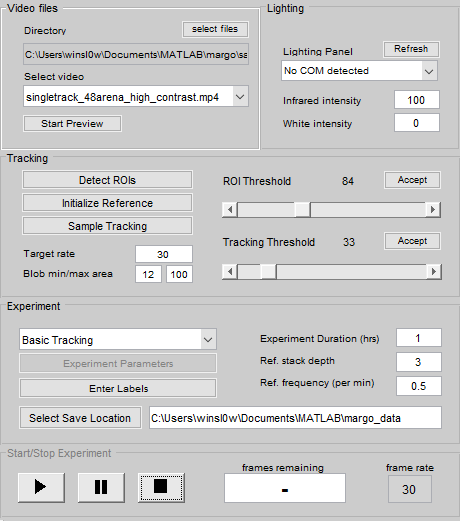 Video files
Directory
select files
C:\Users\winsl0w\Documents\MATLAB\margo\sa
Select video
singletrack_48arena_high_contrast.mp4
Start Preview
Lighting
Lighting Panel
Refresh
No COM detected
Infrared intensity 100
White intensity 0
Tracking
Detect ROIs
Initialize Reference
Sample Tracking
Target rate 30
Blob min/max area 12 100
ROI Threshold 84 Accept
Tracking Threshold 33 Accept
Experiment
Basic Tracking
Experiment Parameters
Enter Labels
Experiment Duration (hrs) 1
Ref. stack depth 3
Ref. frequency (per min) 0.5
Select Save Location C:\Users\winsl0w\Documents\MATLAB\margo_data
Start/Stop Experiment
frames remaining
-
frame rate
30